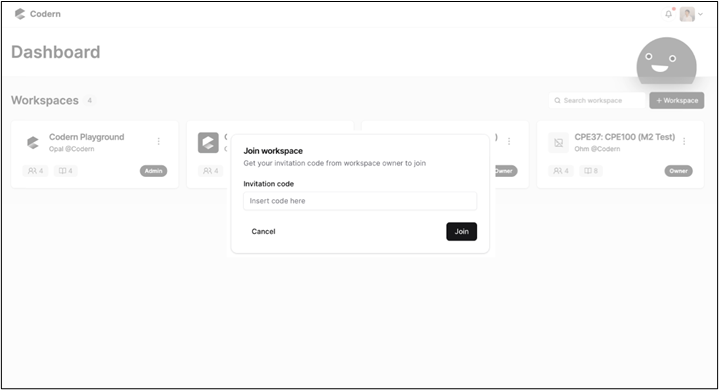 Codern
Dashboard
Workspaces 4
Search workspace
+ Workspace
Codern Playground
Opal @Codern
4 4
Admin
4
Join workspace
Get your invitation code from workspace owner to join
Invitation code
Insert code here
Cancel
Join
)
Owner
CPE37: CPE100 (M2 Test)
Ohm @Codern
4 8
Owner